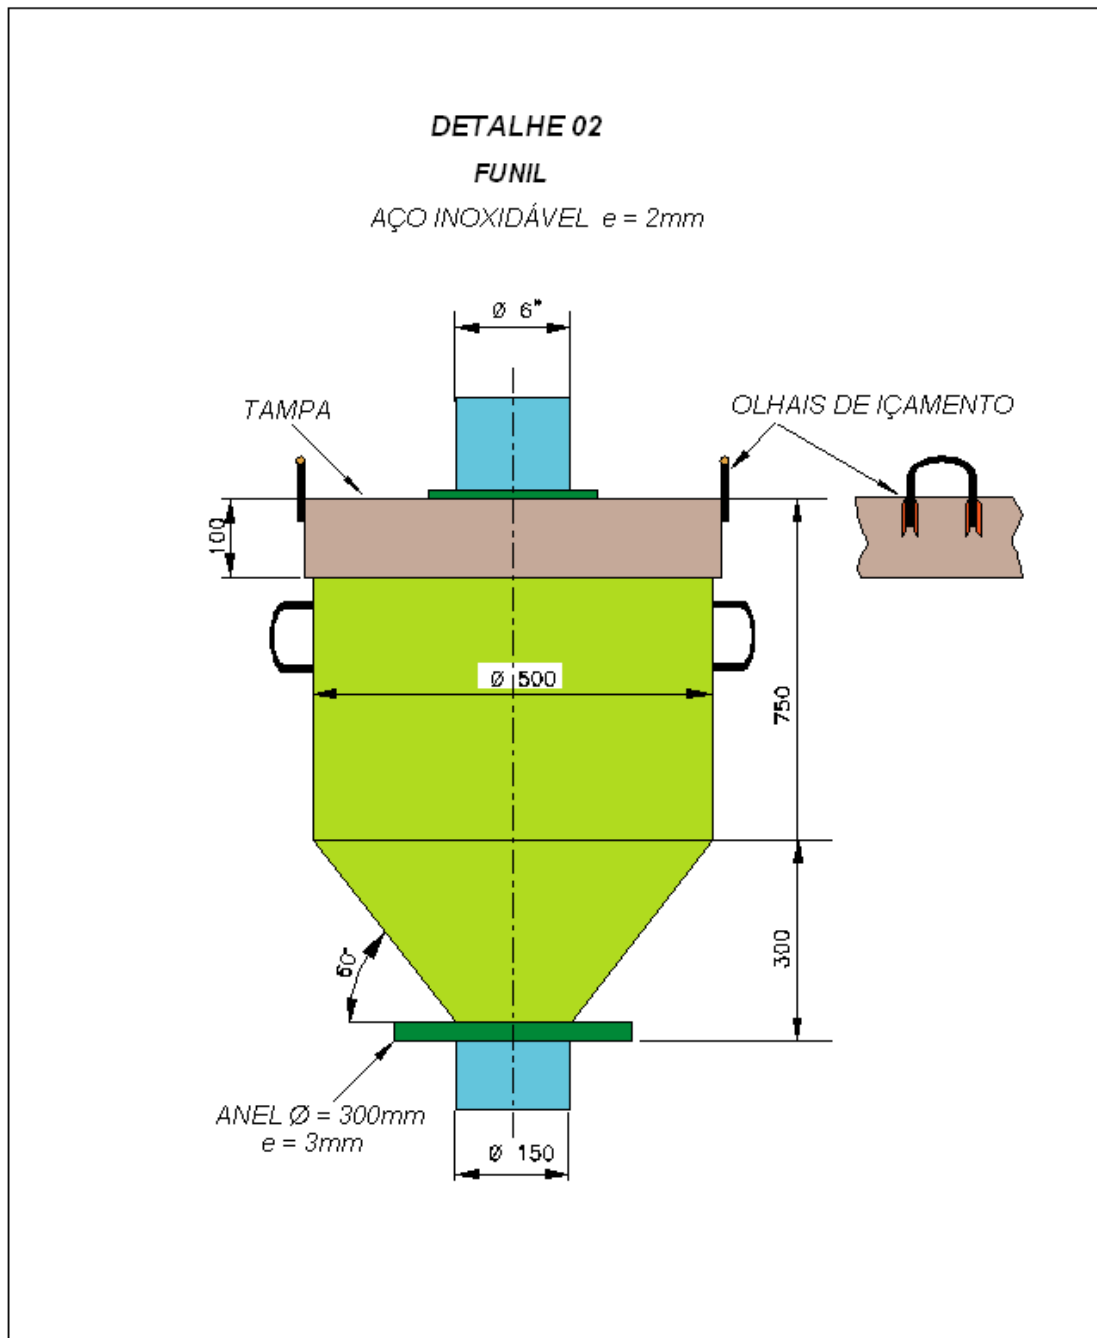 DETALHE 02
FUNIL
AÇO INOXIDÁVEL e = 2mm
Ø 6"
TAMPA
OLHAIS DE IÇAMENTO
100
Ø 500
750
60°
300
ANEL Ø = 300mm
e = 3mm
Ø 150